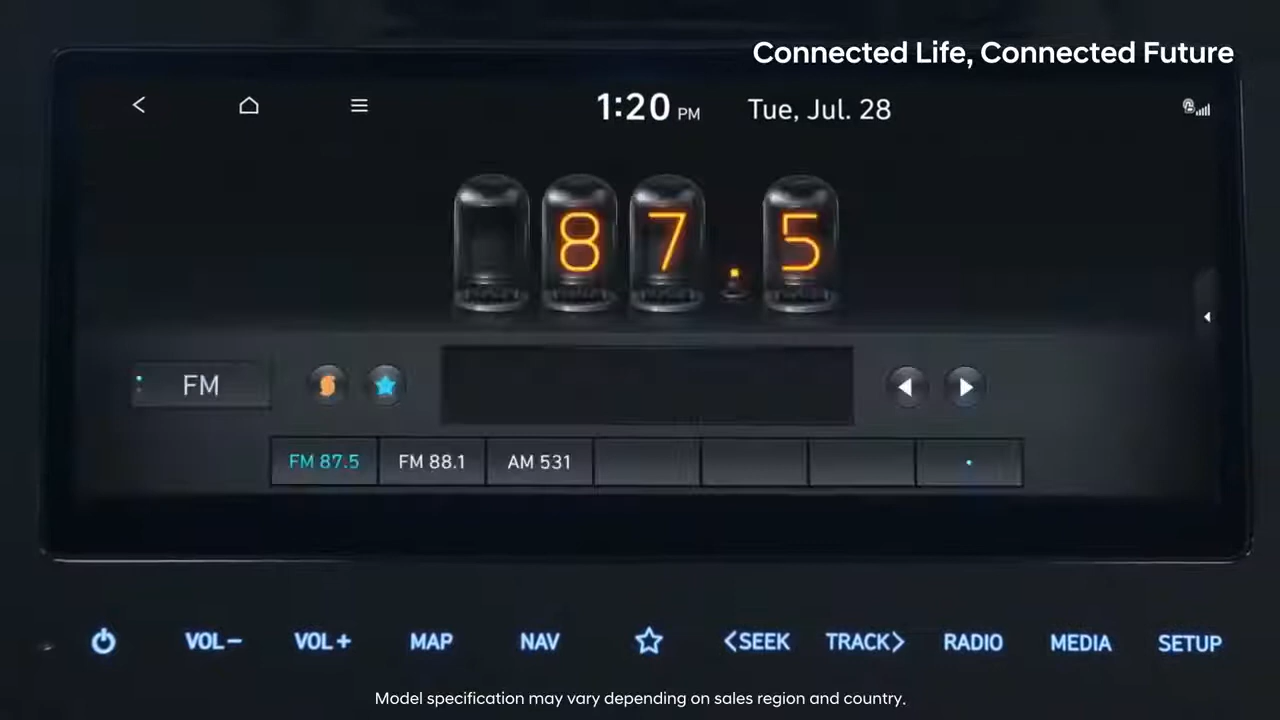 Connected Life, Connected Future
1:20 PM Tue, Jul. 28
87.5
FM
FM 87.5 FM 88.1 AM 531
VOL− VOL+ MAP NAV <SEEK TRACK> RADIO MEDIA SETUP
Model specification may vary depending on sales region and country.